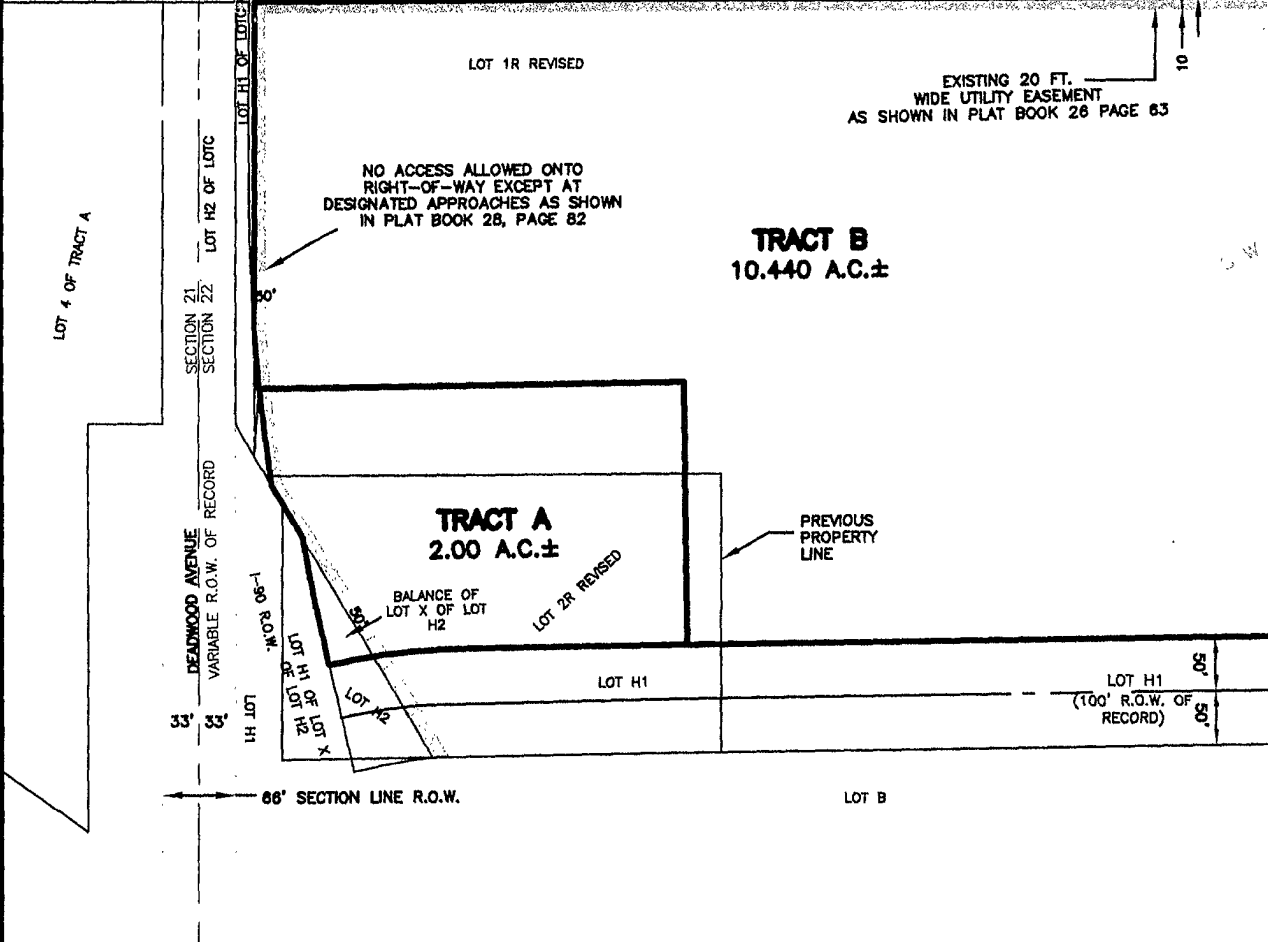 LOT H1 OF LOTC
LOT 1R REVISED
EXISTING 20 FT.
WIDE UTILITY EASEMENT
AS SHOWN IN PLAT BOOK 26 PAGE 63
10
LOT H2 OF LOTC
NO ACCESS ALLOWED ONTO
RIGHT-OF-WAY EXCEPT AT
DESIGNATED APPROACHES AS SHOWN
IN PLAT BOOK 28, PAGE 82
LOT 4 OF TRACT A
TRACT B
10.440 A.C.±
SECTION 21
SECTION 22
50'
DEADWOOD AVENUE
VARIABLE R.O.W. OF RECORD
TRACT A
2.00 A.C.±
PREVIOUS
PROPERTY
LINE
I-90 R.O.W.
BALANCE OF
LOT X OF LOT
H2
50'
LOT 2R REVISED
LOT H1 OF LOT X
OF LOT H2
LOT H2
LOT H1
LOT H1
(100' R.O.W. OF
RECORD)
50'
50'
33'
33'
LOT H1
66' SECTION LINE R.O.W.
LOT B